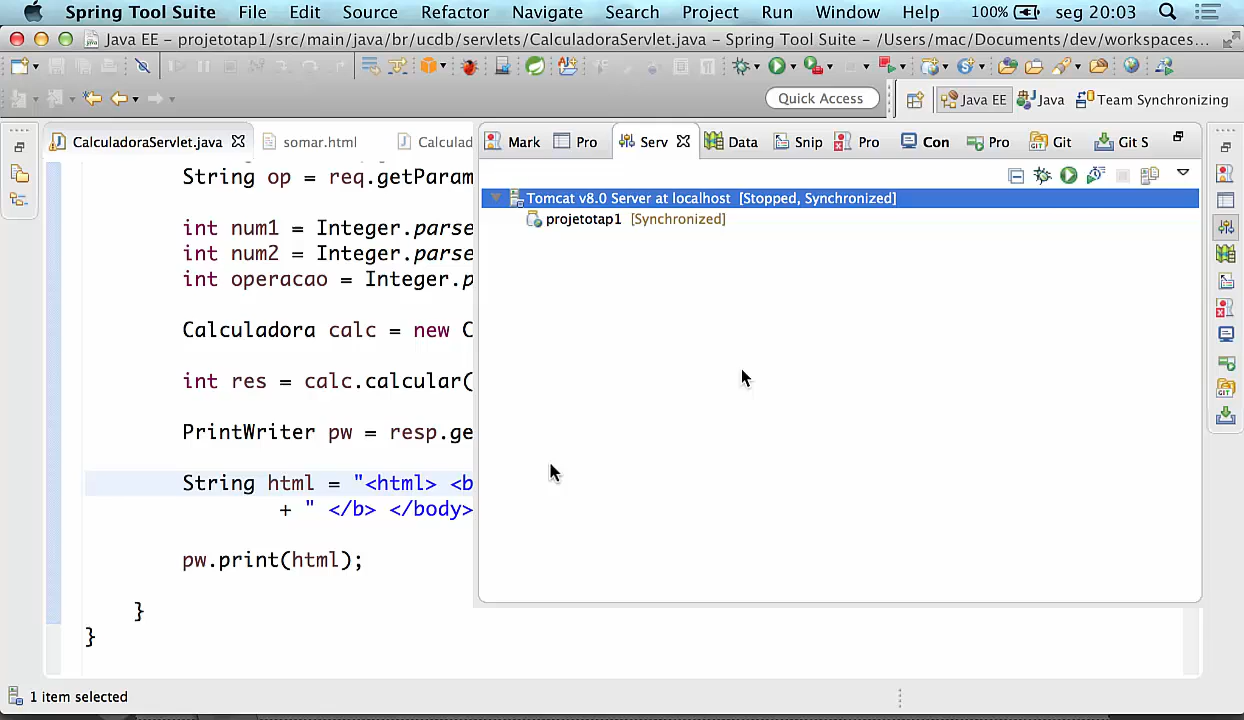 Spring Tool Suite File Edit Source Refactor Navigate Search Project Run Window Help 100% seg 20:03
Java EE – projetotap1/src/main/java/br/ucdb/servlets/CalculadoraServlet.java – Spring Tool Suite – /Users/mac/Documents/dev/workspaces...
Quick Access Java EE Java Team Synchronizing
CalculadoraServlet.java somar.html Calculad Mark Pro Serv Data Snip Pro Con Pro Git Git S
String op = req.getParam
Tomcat v8.0 Server at localhost [Stopped, Synchronized]
projetotap1 [Synchronized]
int num1 = Integer.parse
int num2 = Integer.parse
int operacao = Integer.p
Calculadora calc = new C
int res = calc.calcular(
PrintWriter pw = resp.ge
String html = "<html> <b
+ " </b> </body>
pw.print(html);
}
}
1 item selected